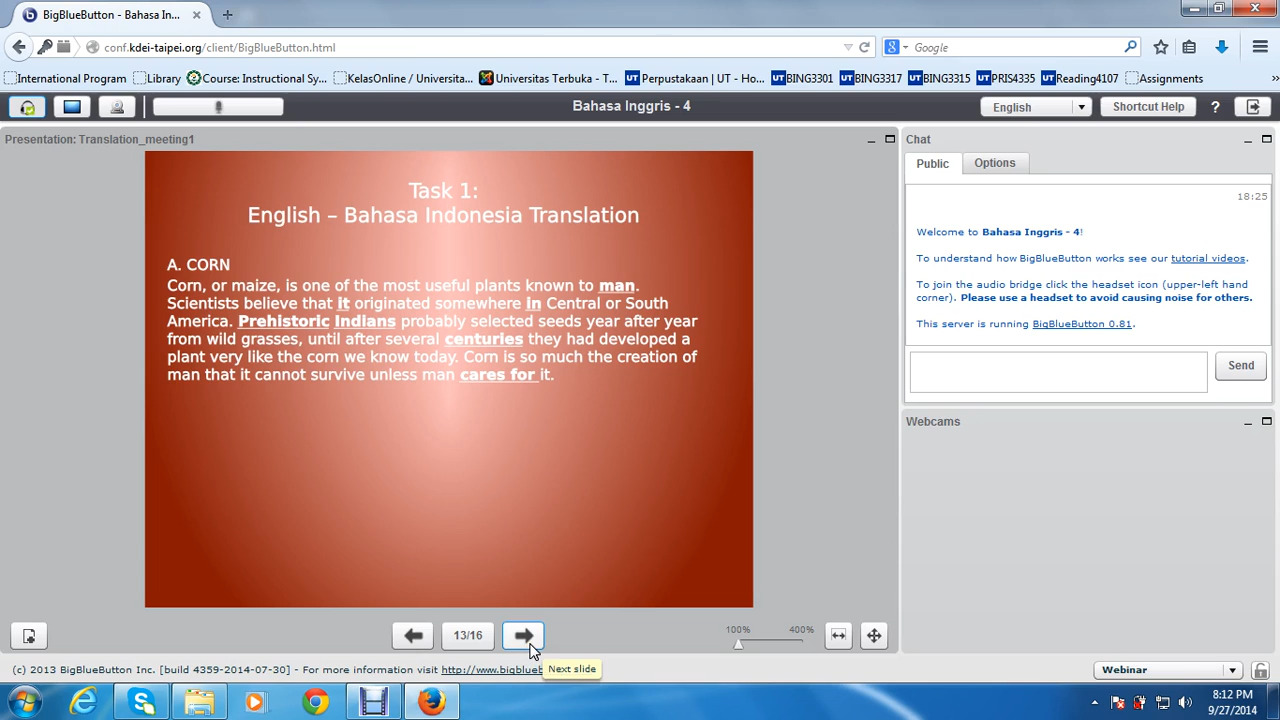 BigBlueButton - Bahasa In...
conf.kdei-taipei.org/client/BigBlueButton.html
Google
International Program
Library
Course: Instructional Sy...
KelasOnline / Universita...
Universitas Terbuka - T...
Perpustakaan | UT - Ho...
BING3301
BING3317
BING3315
PRIS4335
Reading4107
Assignments
Bahasa Inggris - 4
English
Shortcut Help
?
Presentation: Translation_meeting1
Task 1:
English – Bahasa Indonesia Translation
A. CORN
Corn, or maize, is one of the most useful plants known to man.
Scientists believe that it originated somewhere in Central or South
America. Prehistoric Indians probably selected seeds year after year
from wild grasses, until after several centuries they had developed a
plant very like the corn we know today. Corn is so much the creation of
man that it cannot survive unless man cares for it.
13/16
Next slide
100%
400%
Chat
Public
Options
18:25
Welcome to Bahasa Inggris - 4!
To understand how BigBlueButton works see our tutorial videos.
To join the audio bridge click the headset icon (upper-left hand
corner). Please use a headset to avoid causing noise for others.
This server is running BigBlueButton 0.81.
Send
Webcams
(c) 2013 BigBlueButton Inc. [build 4359-2014-07-30] - For more information visit http://www.bigblueb
Webinar
8:12 PM
9/27/2014